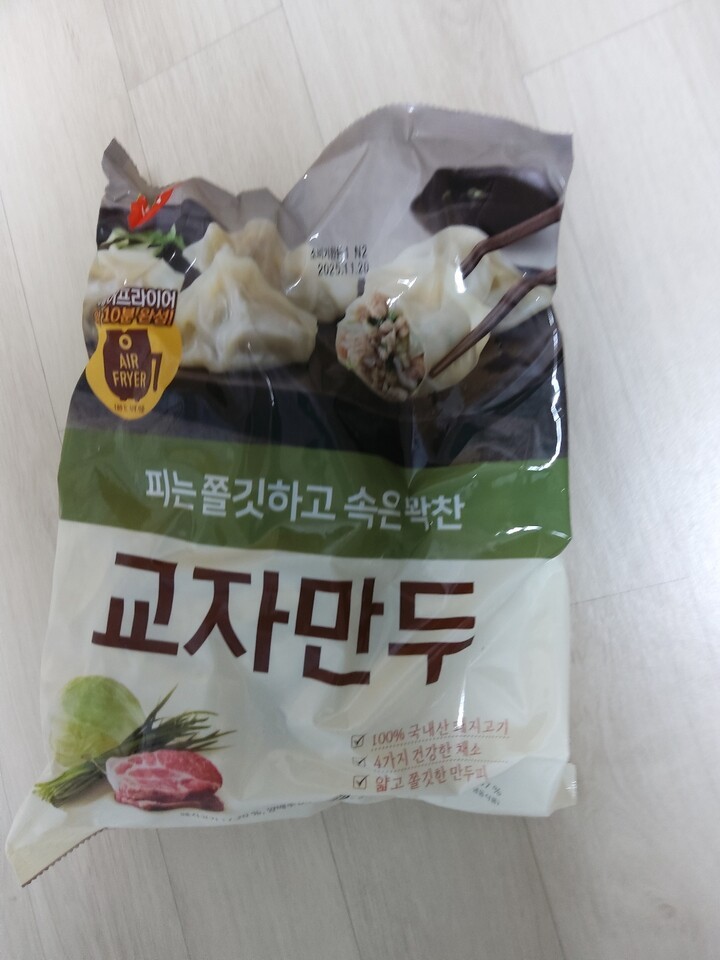 소비기한 N2
2025.11.20
에어프라이어
10분 완성!
AIR
FRYER
피는 쫄깃하고 속은 꽉찬
교자만두
100% 국내산 돼지고기
4가지 건강한 채소
얇고 쫄깃한 만두피